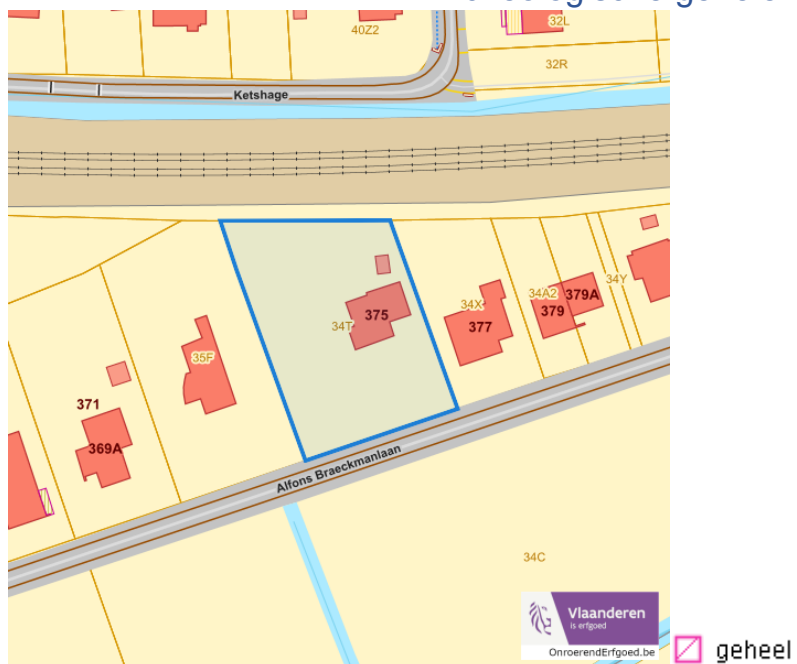 40Z2
32L
32R
Ketshage
34T
375
34X
377
34A2
379A
379
34Y
35F
371
369A
Alfons Braeckmanlaan
34C
Vlaanderen
is erfgoed
OnroerendErfgoed.be
geheel